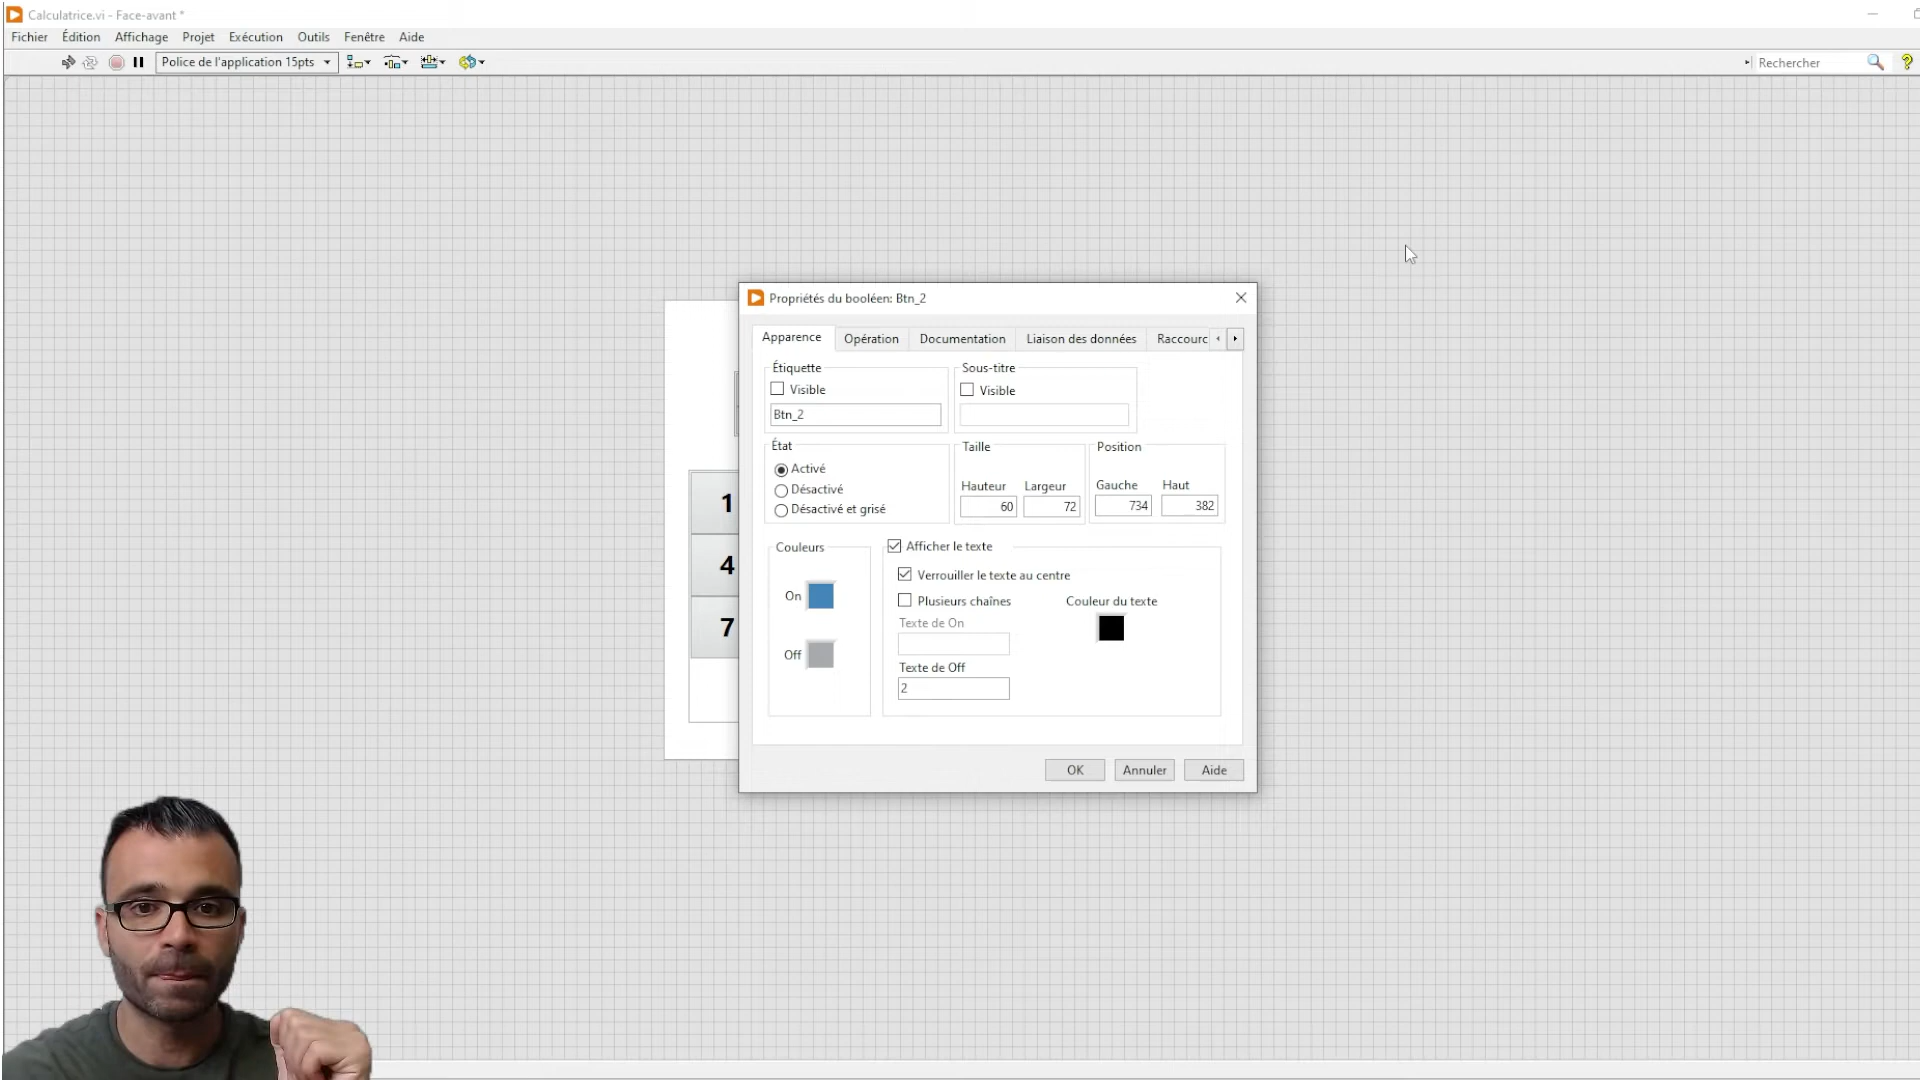 Calculatrice.vi - Face-avant *
Fichier Édition Affichage Projet Exécution Outils Fenêtre Aide
Police de l'application 15pts
Rechercher
?
Propriétés du booléen: Btn_2
Apparence Opération Documentation Liaison des données Raccourc
Étiquette
Visible
Btn_2
Sous-titre
Visible
État
Activé
Désactivé
Désactivé et grisé
Taille
Hauteur Largeur
60 72
Position
Gauche Haut
734 382
Couleurs
On
Off
Afficher le texte
Verrouiller le texte au centre
Plusieurs chaînes
Couleur du texte
Texte de On
Texte de Off
2
OK Annuler Aide
1
4
7